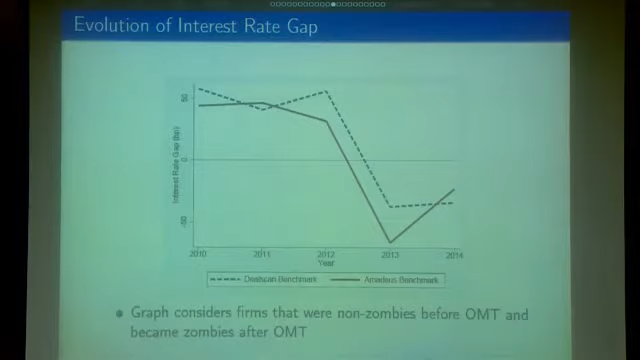 Evolution of Interest Rate Gap
Interest Rate Gap (bp)
50
0
-50
2010 2011 2012 2013 2014
Year
Dealscan Benchmark Amadeus Benchmark
Graph considers firms that were non-zombies before OMT and
became zombies after OMT